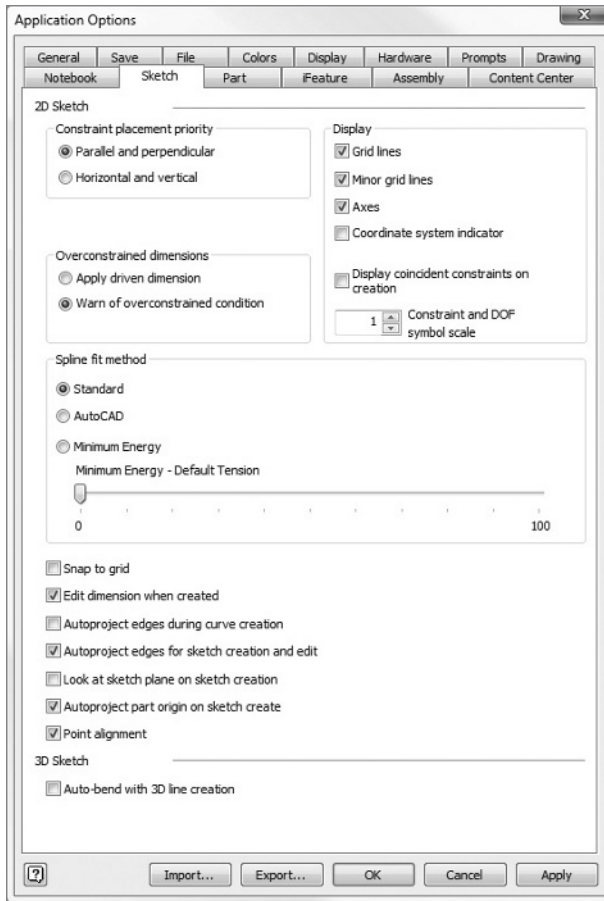 Application Options
General Save File Colors Display Hardware Prompts Drawing
Notebook Sketch Part iFeature Assembly Content Center
2D Sketch
Constraint placement priority
Parallel and perpendicular
Horizontal and vertical
Overconstrained dimensions
Apply driven dimension
Warn of overconstrained condition
Display
Grid lines
Minor grid lines
Axes
Coordinate system indicator
Display coincident constraints on
creation
1 Constraint and DOF
symbol scale
Spline fit method
Standard
AutoCAD
Minimum Energy
Minimum Energy - Default Tension
0 100
Snap to grid
Edit dimension when created
Autoproject edges during curve creation
Autoproject edges for sketch creation and edit
Look at sketch plane on sketch creation
Autoproject part origin on sketch create
Point alignment
3D Sketch
Auto-bend with 3D line creation
? Import... Export... OK Cancel Apply